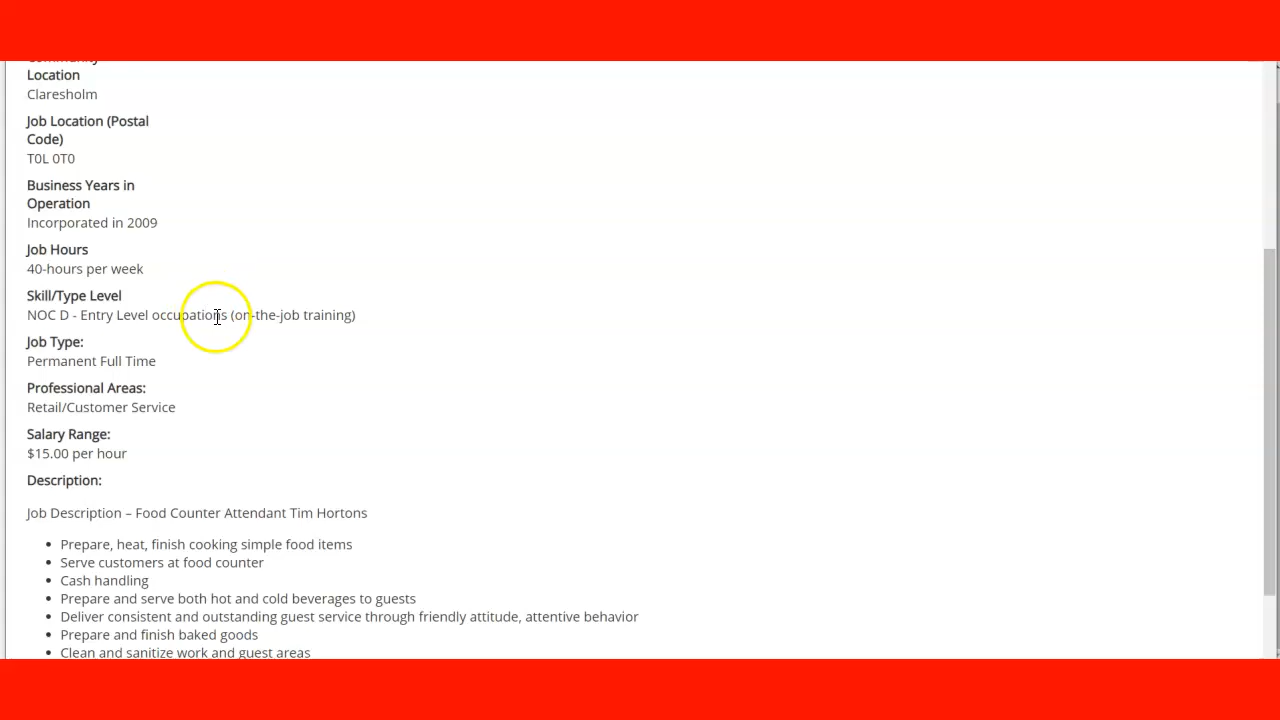 Location
Claresholm
Job Location (Postal
Code)
T0L 0T0
Business Years in
Operation
Incorporated in 2009
Job Hours
40-hours per week
Skill/Type Level
NOC D - Entry Level occupations (on-the-job training)
Job Type:
Permanent Full Time
Professional Areas:
Retail/Customer Service
Salary Range:
$15.00 per hour
Description:
Job Description – Food Counter Attendant Tim Hortons
• Prepare, heat, finish cooking simple food items
• Serve customers at food counter
• Cash handling
• Prepare and serve both hot and cold beverages to guests
• Deliver consistent and outstanding guest service through friendly attitude, attentive behavior
• Prepare and finish baked goods
• Clean and sanitize work and guest areas